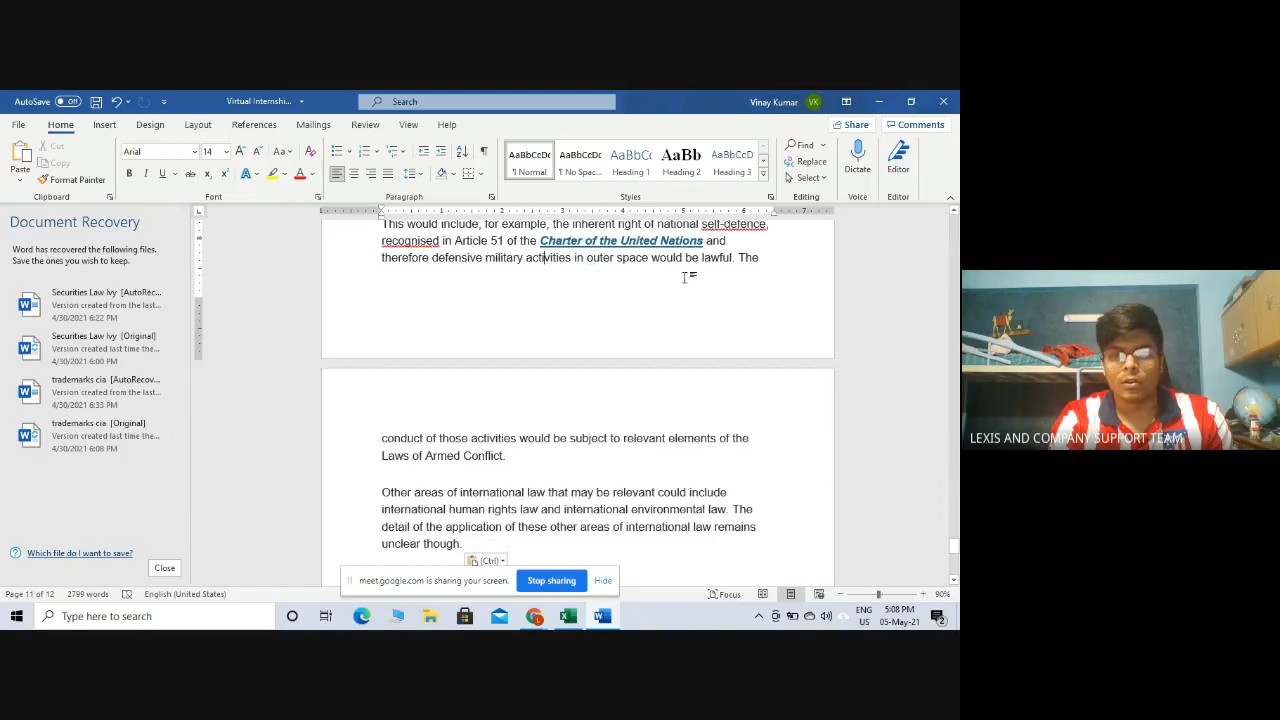 AutoSave Off
Virtual Internshi...
Search
Vinay Kumar VK
File Home Insert Design Layout References Mailings Review View Help
Share Comments
Paste
Cut
Copy
Format Painter
Clipboard
Arial 14
Font
Paragraph
AaBbCcDc
¶ Normal
AaBbCcDc
¶ No Spac...
AaBbCc
Heading 1
AaBb
Heading 2
AaBbCcD
Heading 3
Styles
Find
Replace
Select
Editing
Dictate
Voice
Editor
Editor
Document Recovery
Word has recovered the following files.
Save the ones you wish to keep.
Securities Law Ivy [AutoRec...
Version created from the last...
4/30/2021 6:22 PM
Securities Law Ivy [Original]
Version created last time the...
4/30/2021 6:00 PM
trademarks cia [AutoRecov...
Version created from the last...
4/30/2021 6:33 PM
trademarks cia [Original]
Version created last time the...
4/30/2021 6:08 PM
Which file do I want to save?
Close
This would include, for example, the inherent right of national self-defence,
recognised in Article 51 of the Charter of the United Nations and
therefore defensive military activities in outer space would be lawful. The
conduct of those activities would be subject to relevant elements of the
Laws of Armed Conflict.
Other areas of international law that may be relevant could include
international human rights law and international environmental law. The
detail of the application of these other areas of international law remains
unclear though.
(Ctrl)
meet.google.com is sharing your screen.
Stop sharing
Hide
Page 11 of 12 2799 words English (United States)
Focus
90%
Type here to search
ENG
US
5:08 PM
05-May-21
2
LEXIS AND COMPANY SUPPORT TEAM